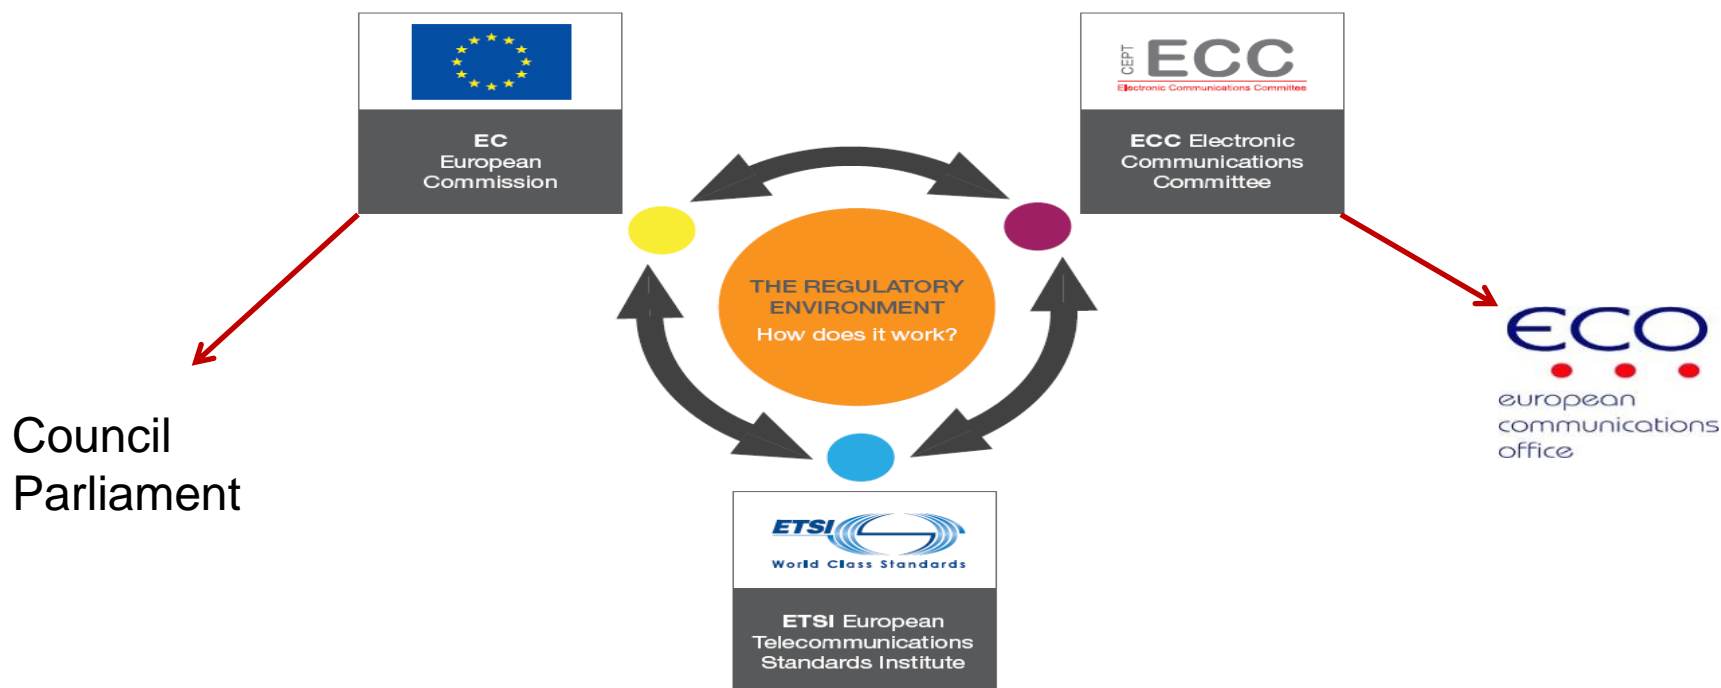 EC
European
Commission
CEPT
ECC
Electronic Communications Committee
ECC Electronic
Communications
Committee
THE REGULATORY
ENVIRONMENT
How does it work?
ECO
european
communications
office
Council
Parliament
ETSI
World Class Standards
ETSI European
Telecommunications
Standards Institute